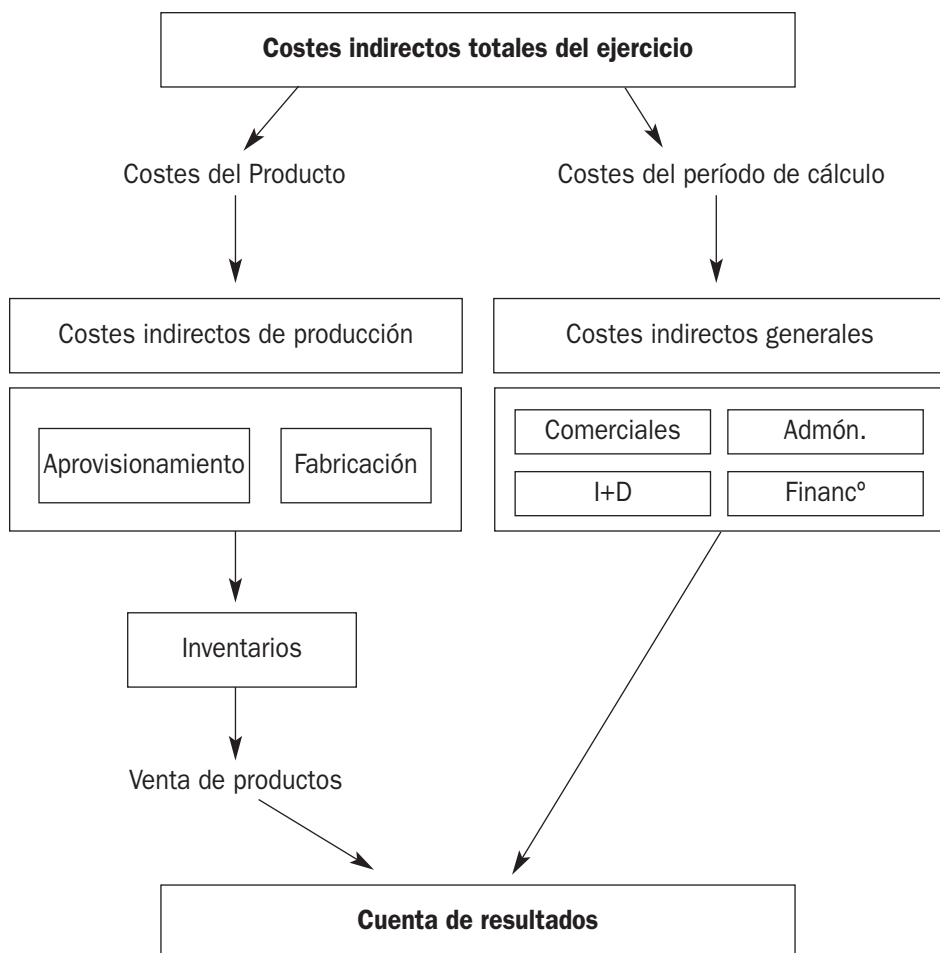 Costes indirectos totales del ejercicio
Costes del Producto
Costes del período de cálculo
Costes indirectos de producción
Costes indirectos generales
Aprovisionamiento
Fabricación
Comerciales
Admón.
I+D
Financº
Inventarios
Venta de productos
Cuenta de resultados